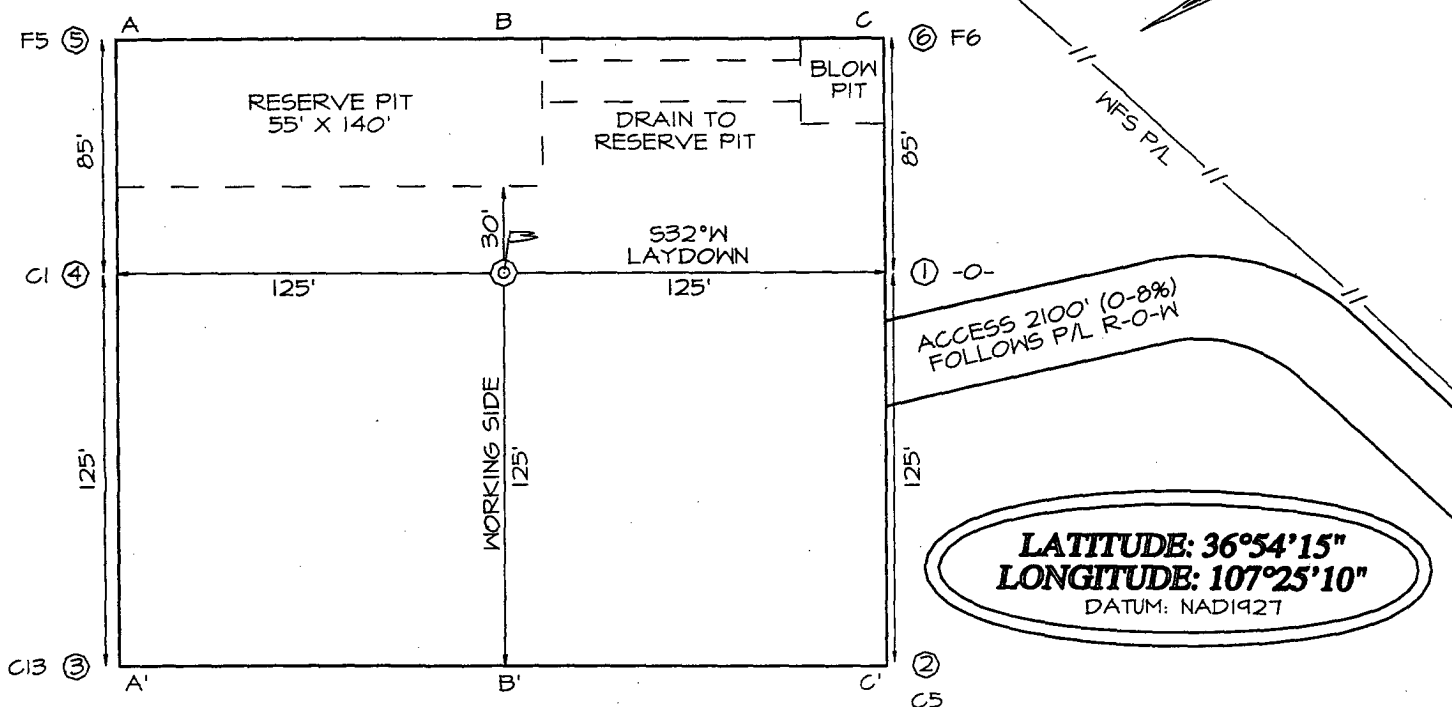 A
B
C
F5 ⑤
⑥ F6
BLOW
PIT
RESERVE PIT
55' X 140'
DRAIN TO
RESERVE PIT
WFS P/L
85'
85'
30'
S32°W
LAYDOWN
C1 ④
① -0-
125'
125'
ACCESS 2100' (0-8%)
FOLLOWS P/L R-O-W
WORKING SIDE
125'
125'
125'
LATITUDE: 36°54'15"
LONGITUDE: 107°25'10"
DATUM: NAD1927
C13 ③
②
A'
B'
C'
C5